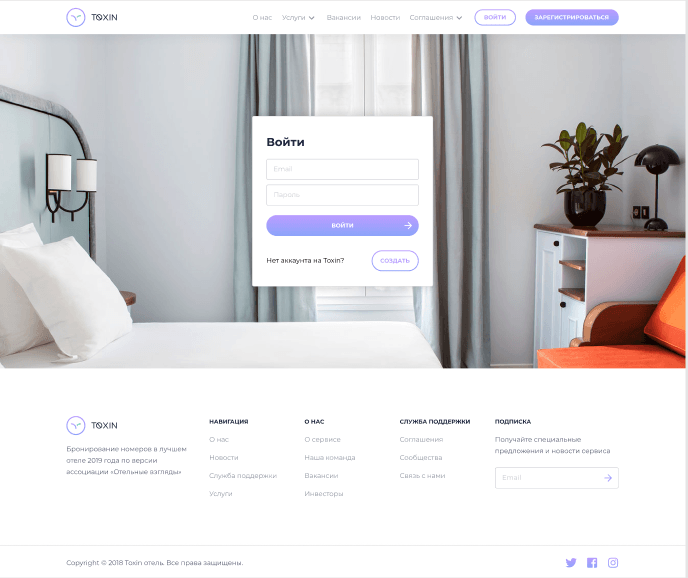 TOXIN
О нас Услуги Вакансии Новости Соглашения ВОЙТИ ЗАРЕГИСТРИРОВАТЬСЯ
Войти
Email
Пароль
ВОЙТИ
Нет аккаунта на Toxin? СОЗДАТЬ
TOXIN
Бронирование номеров в лучшем
отеле 2019 года по версии
ассоциации «Отельные взгляды»
НАВИГАЦИЯ
О нас
Новости
Служба поддержки
Услуги
О НАС
О сервисе
Наша команда
Вакансии
Инвесторы
СЛУЖБА ПОДДЕРЖКИ
Соглашения
Сообщества
Связь с нами
ПОДПИСКА
Получайте специальные
предложения и новости сервиса
Email
Copyright © 2018 Toxin отель. Все права защищены.